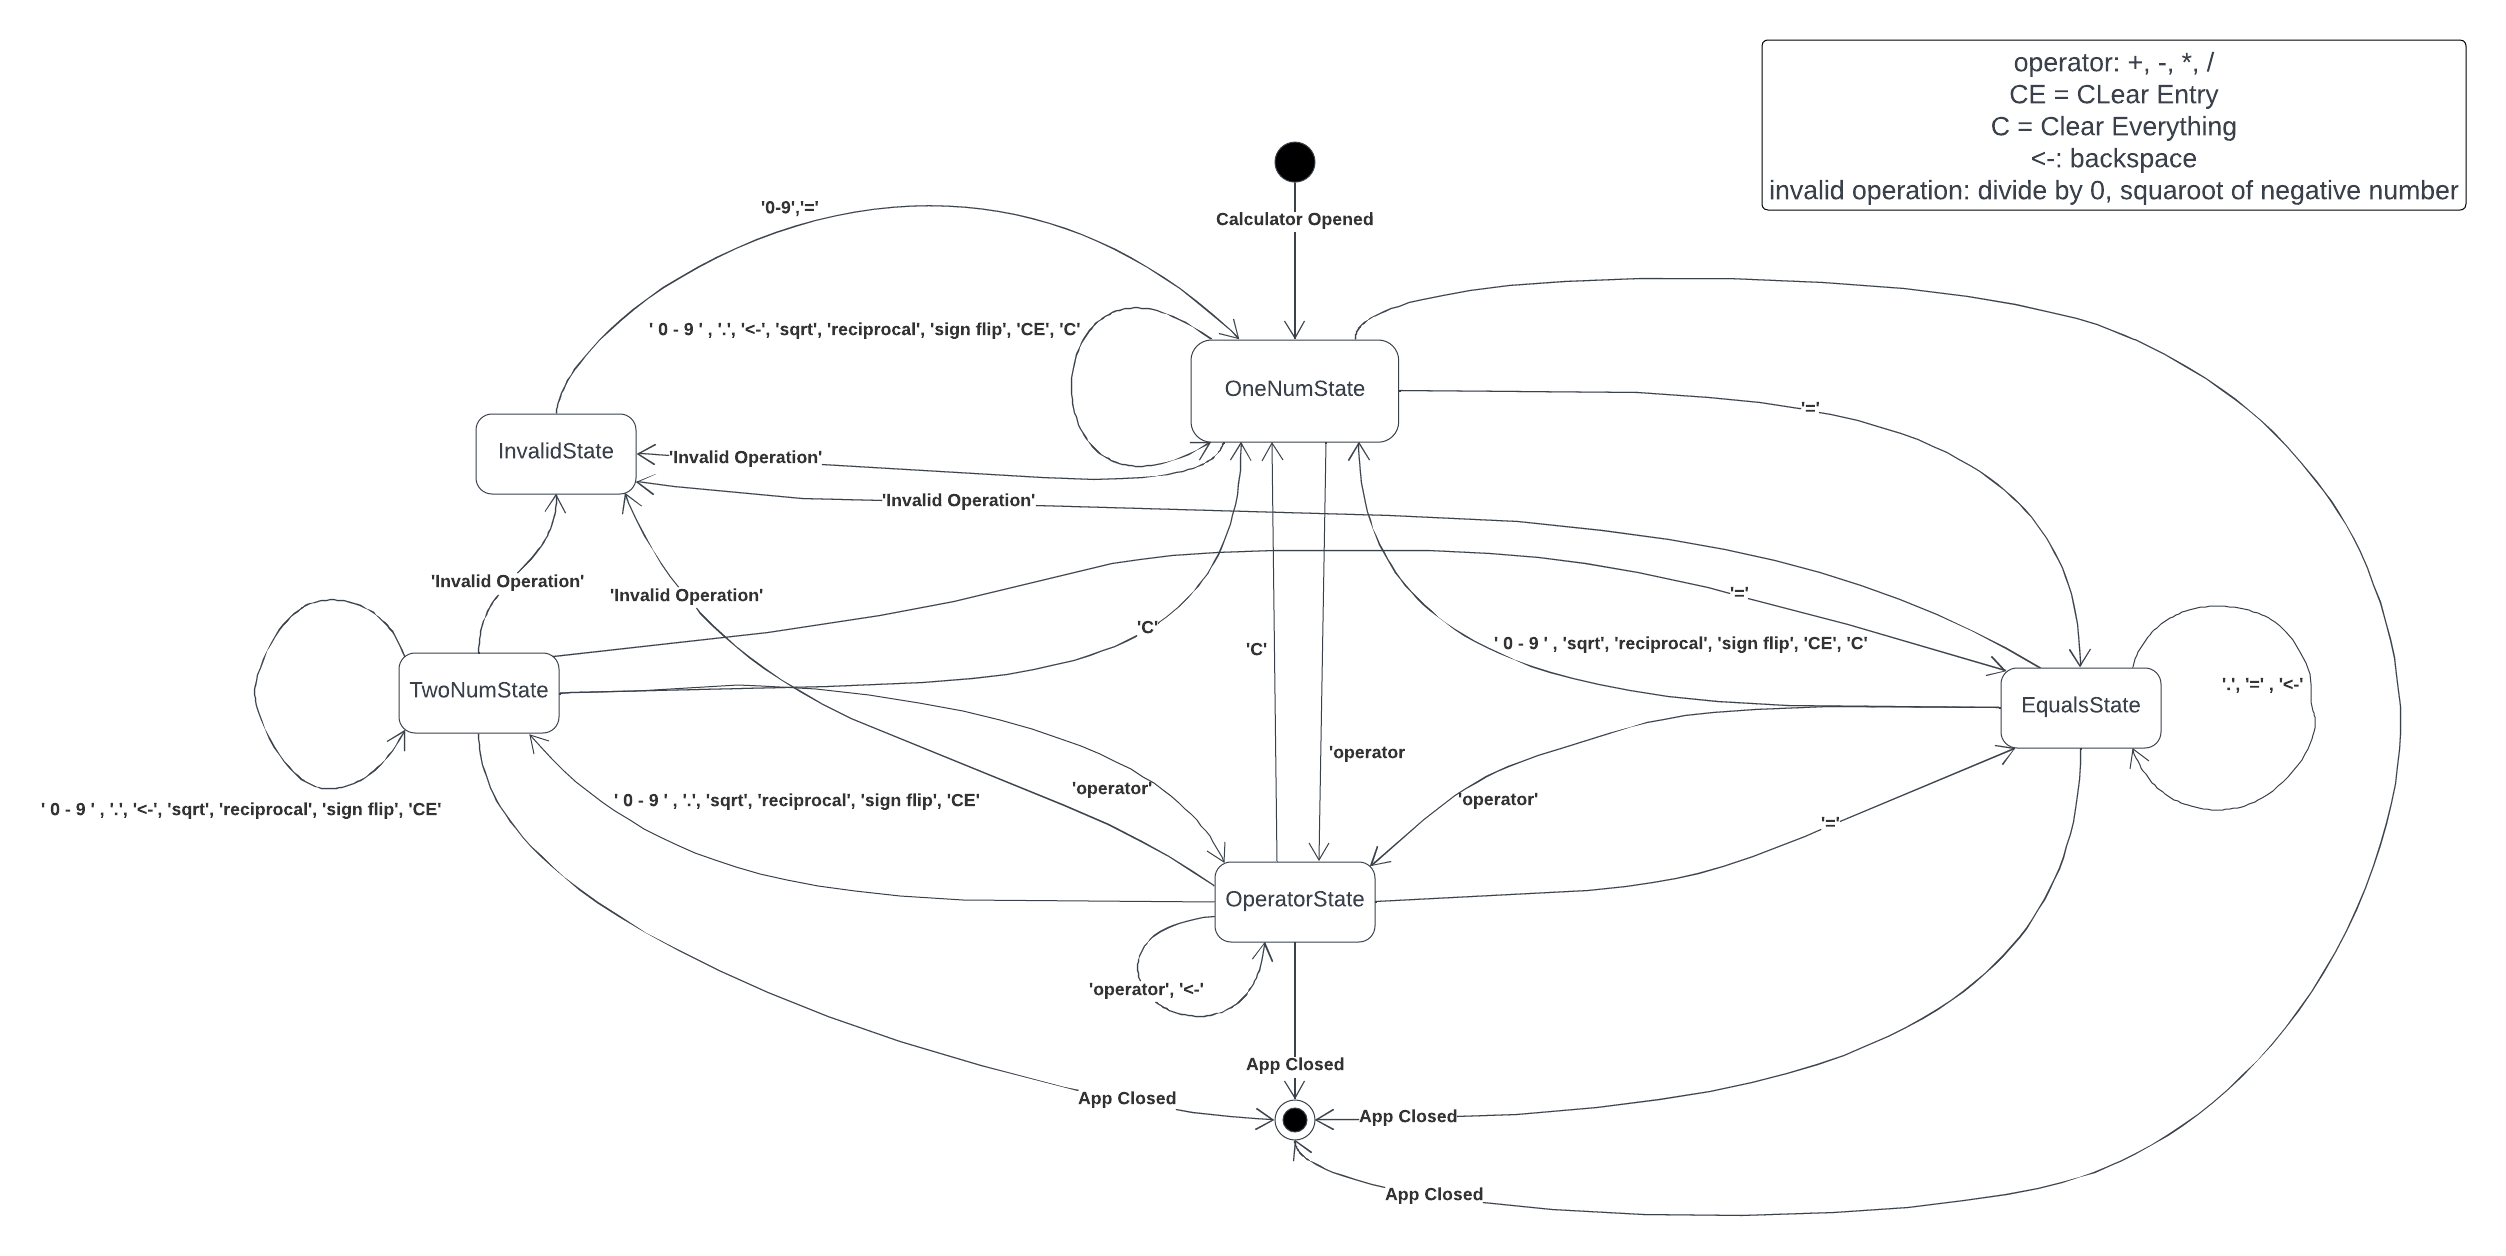 operator: +, -, *, /
CE = CLear Entry
C = Clear Everything
<-: backspace
invalid operation: divide by 0, squaroot of negative number
'0-9','='
Calculator Opened
' 0 - 9 ' , '.', '<-', 'sqrt', 'reciprocal', 'sign flip', 'CE', 'C'
OneNumState
'='
InvalidState
'Invalid Operation'
'Invalid Operation'
'Invalid Operation'
'Invalid Operation'
'='
'C'
'C'
' 0 - 9 ' , 'sqrt', 'reciprocal', 'sign flip', 'CE', 'C'
TwoNumState
EqualsState
'.', '=' , '<-'
'operator
'operator'
' 0 - 9 ' , '.', 'sqrt', 'reciprocal', 'sign flip', 'CE'
'operator'
' 0 - 9 ' , '.', '<-', 'sqrt', 'reciprocal', 'sign flip', 'CE'
'='
OperatorState
'operator', '<-'
App Closed
App Closed
App Closed
App Closed